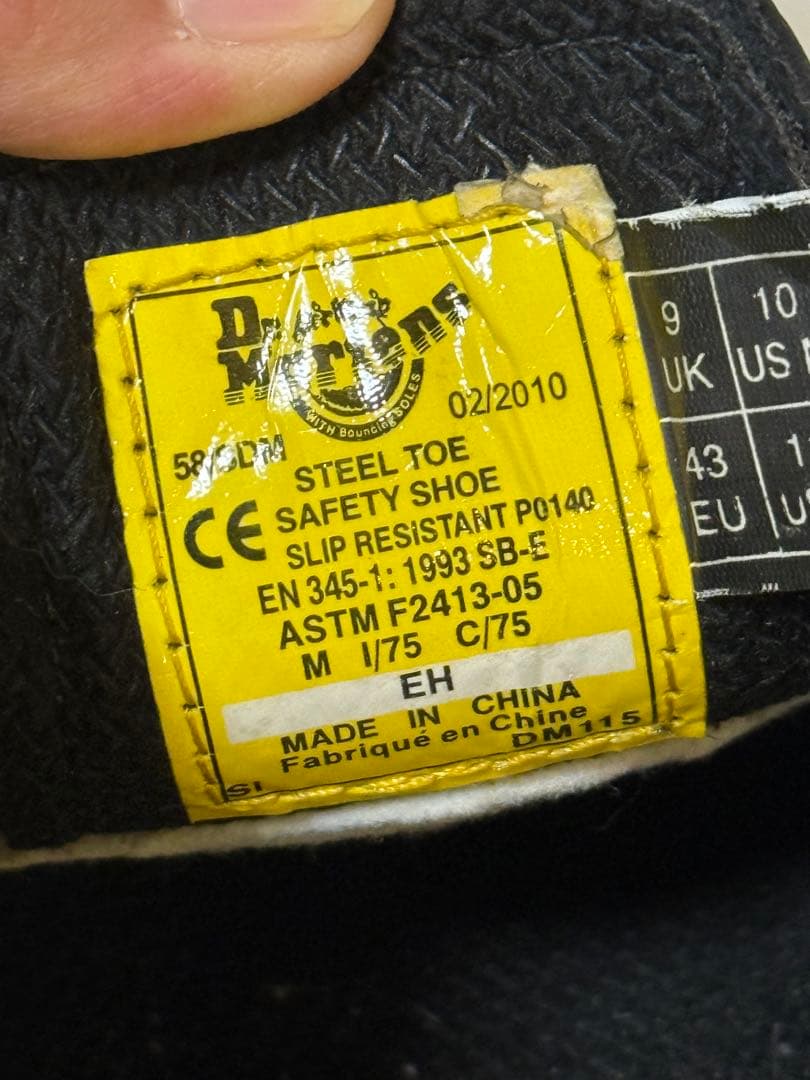 Dr. Martens
WITH Bouncing SOLES
02/2010
STEEL TOE
CE SAFETY SHOE
SLIP RESISTANT P0140
EN 345-1: 1993 SB-E
ASTM F2413-05
M I/75 C/75
EH
MADE IN CHINA
Fabriqué en Chine
DM115
9 10
UK US
43
EU